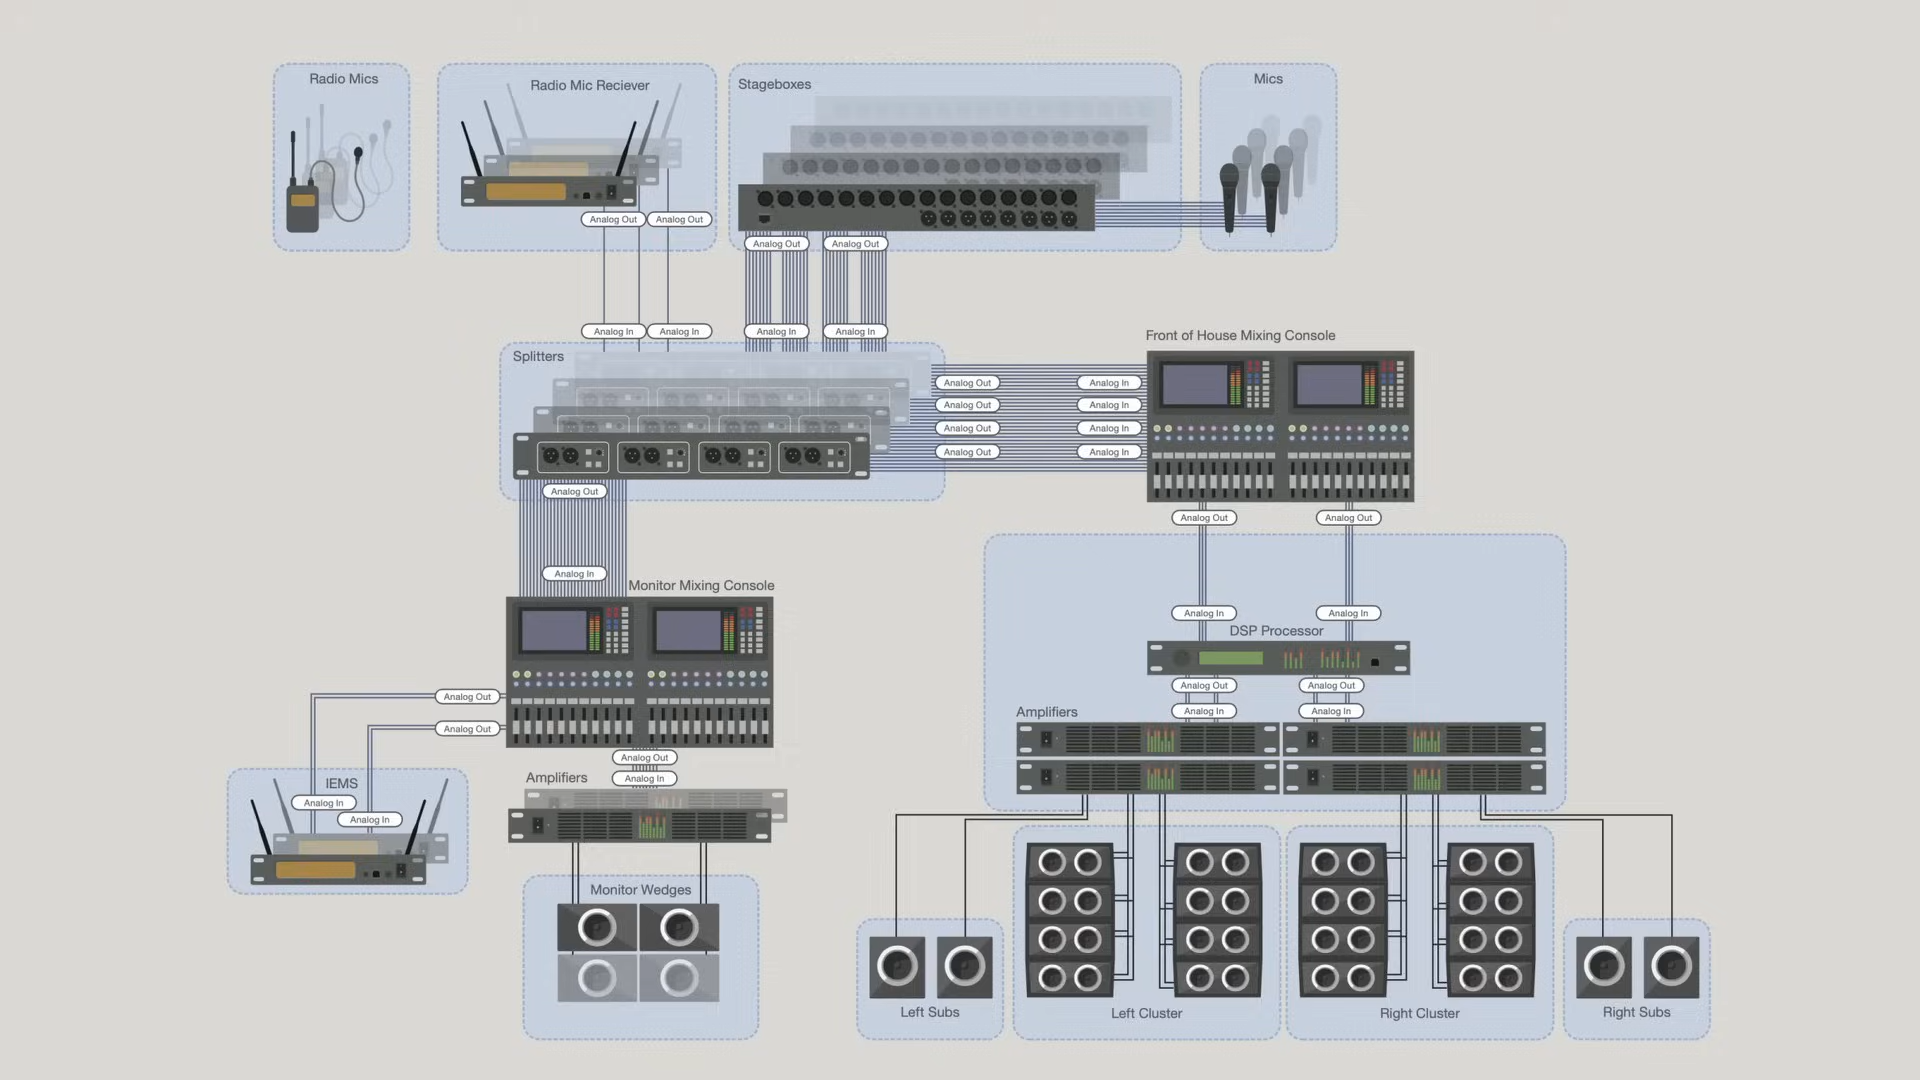 Radio Mics
Radio Mic Reciever
Stageboxes
Mics
Analog Out
Analog Out
Analog Out
Analog Out
Analog In
Analog In
Analog In
Analog In
Splitters
Front of House Mixing Console
Analog Out
Analog In
Analog Out
Analog In
Analog Out
Analog In
Analog Out
Analog In
Analog Out
Analog Out
Analog Out
Analog In
Monitor Mixing Console
Analog In
Analog In
DSP Processor
Analog Out
Analog Out
Analog Out
Analog Out
Amplifiers
Analog In
Analog In
Analog Out
Amplifiers
Analog In
IEMS
Analog In
Analog In
Monitor Wedges
Left Subs
Left Cluster
Right Cluster
Right Subs